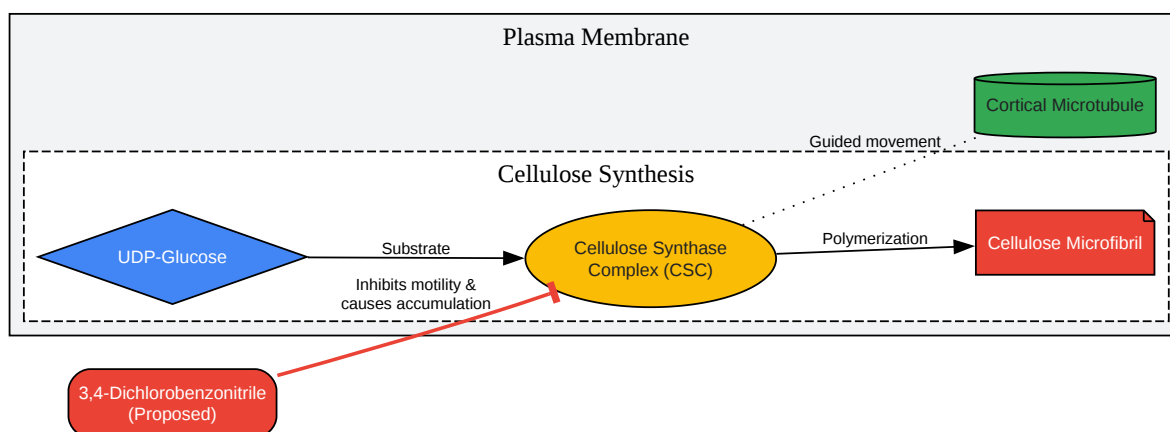 Plasma Membrane
Cortical Microtubule
Guided movement
Cellulose Synthesis
UDP-Glucose
Substrate
Cellulose Synthase
Complex (CSC)
Polymerization
Cellulose Microfibril
Inhibits motility &
causes accumulation
3,4-Dichlorobenzonitrile
(Proposed)